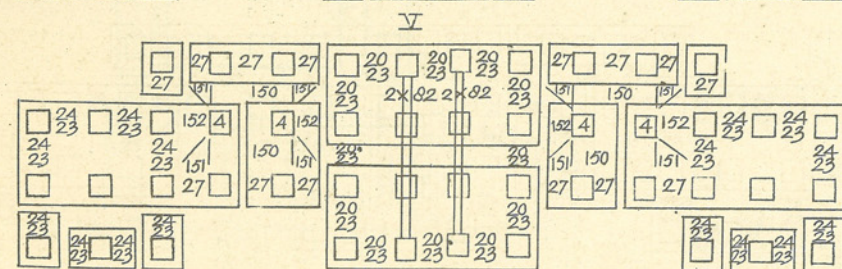 V
27 27 27 27 20 23 20 23 20 23 27 27 27 27
151 150 151 20 23 2×82 2×82 20 23 151 150 151
24 23 24 23 152 4 4 152 152 4 4 152 24 23 24 23
24 23 24 23 151 150 151 20 23 20 23 151 150 151 24 23 24 23
27 27 27 20 23 20 23 27 27 27
24 23 24 23 20 23 20 23 20 23 24 23 24 23
24 23 24 23 24 23 24 23